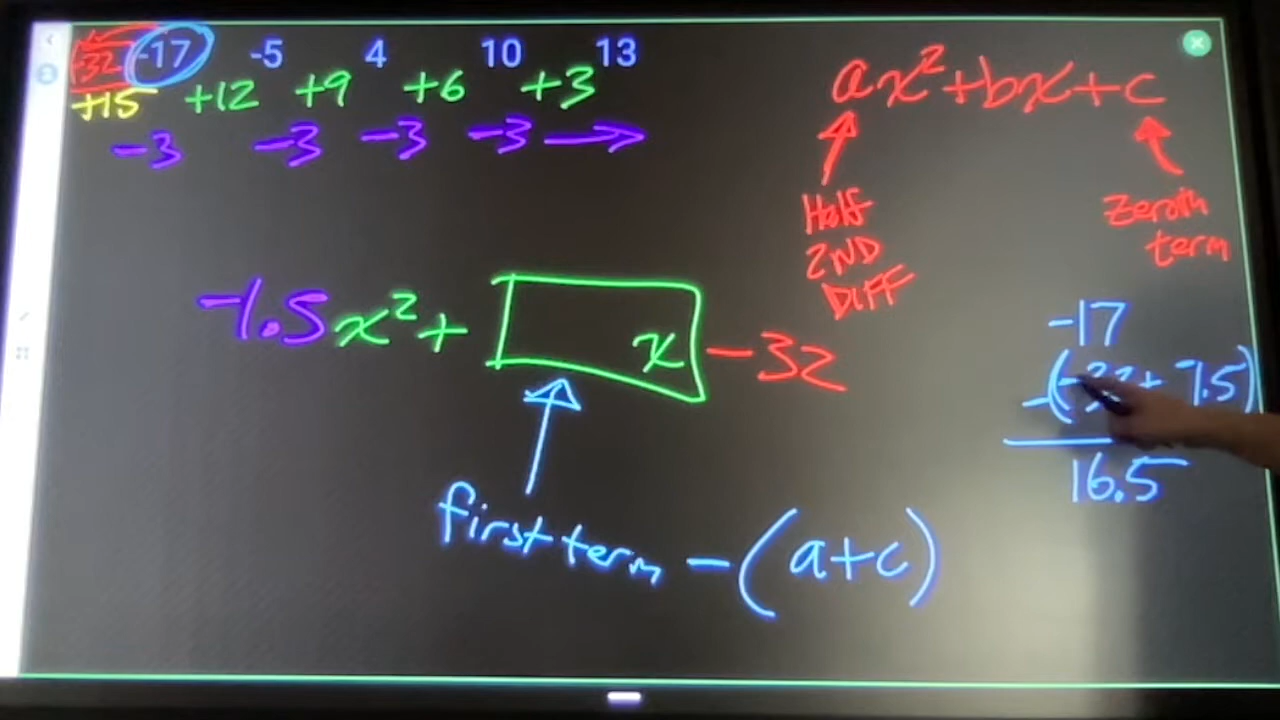 -32 -17 -5 4 10 13
+15 +12 +9 +6 +3
-3 -3 -3 -3
ax²+bx+c
Half
2ND
DIFF
Zeroth
term
-1.5x²+ x -32
first term -(a+c)
-17
-( + 7.5)
16.5